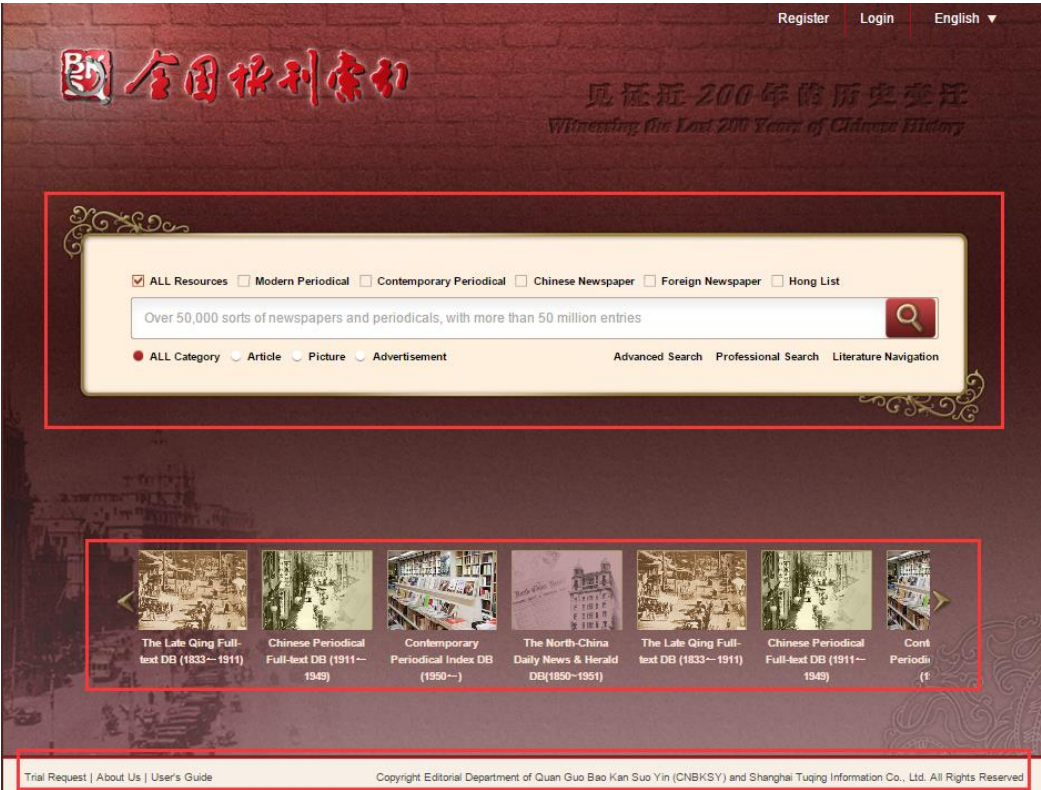 Register Login English ▼
BKSY 全国报刊索引
见证近200年的历史变迁
Witnessing the Last 200 Years of Chinese History
ALL Resources Modern Periodical Contemporary Periodical Chinese Newspaper Foreign Newspaper Hong List
Over 50,000 sorts of newspapers and periodicals, with more than 50 million entries
ALL Category Article Picture Advertisement Advanced Search Professional Search Literature Navigation
The Late Qing Full-
text DB (1833~1911)
Chinese Periodical
Full-text DB (1911~
1949)
Contemporary
Periodical Index DB
(1950~)
The North-China
Daily News & Herald
DB(1850~1951)
The Late Qing Full-
text DB (1833~1911)
Chinese Periodical
Full-text DB (1911~
1949)
Trial Request | About Us | User's Guide Copyright Editorial Department of Quan Guo Bao Kan Suo Yin (CNBKSY) and Shanghai Tuqing Information Co., Ltd. All Rights Reserved